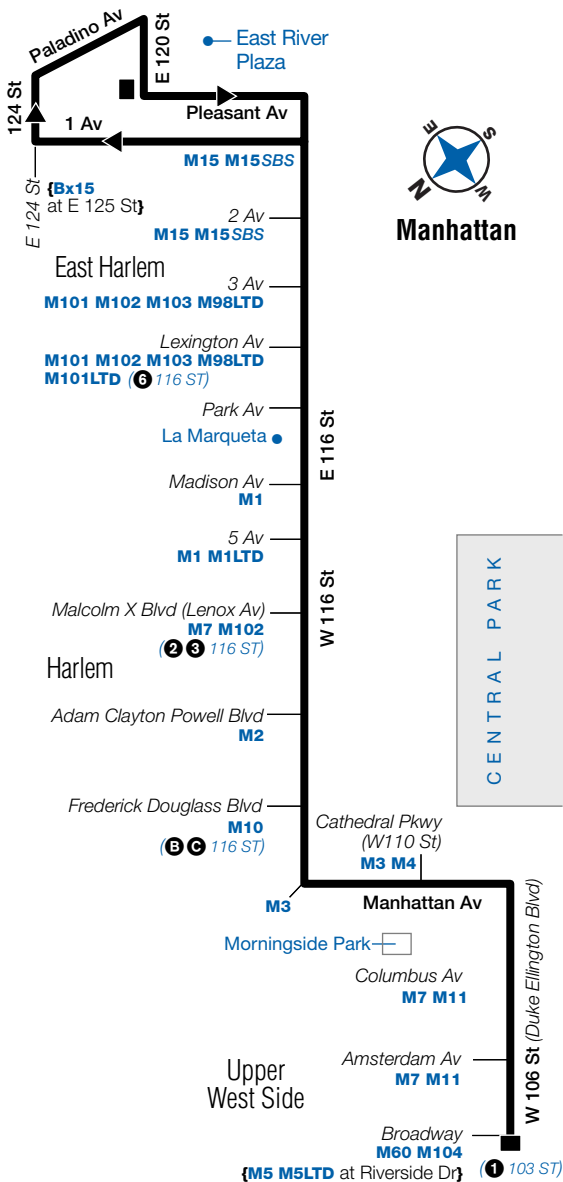 Paladino Av
E 120 St
East River
Plaza
124 St
1 Av
Pleasant Av
M15 M15SBS
E 124 St
{Bx15
at E 125 St}
E
S
N
W
Manhattan
2 Av
M15 M15SBS
East Harlem
3 Av
M101 M102 M103 M98LTD
Lexington Av
M101 M102 M103 M98LTD
M101LTD (6 116 ST)
Park Av
La Marqueta
E 116 St
Madison Av
M1
5 Av
M1 M1LTD
W 116 St
Malcolm X Blvd (Lenox Av)
M7 M102
(2 3 116 ST)
Harlem
CENTRAL PARK
Adam Clayton Powell Blvd
M2
Frederick Douglass Blvd
M10
(B C 116 ST)
Cathedral Pkwy
(W110 St)
M3 M4
M3
Manhattan Av
Morningside Park
Columbus Av
M7 M11
W 106 St (Duke Ellington Blvd)
Upper
West Side
Amsterdam Av
M7 M11
Broadway
M60 M104
{M5 M5LTD at Riverside Dr}
(1 103 ST)